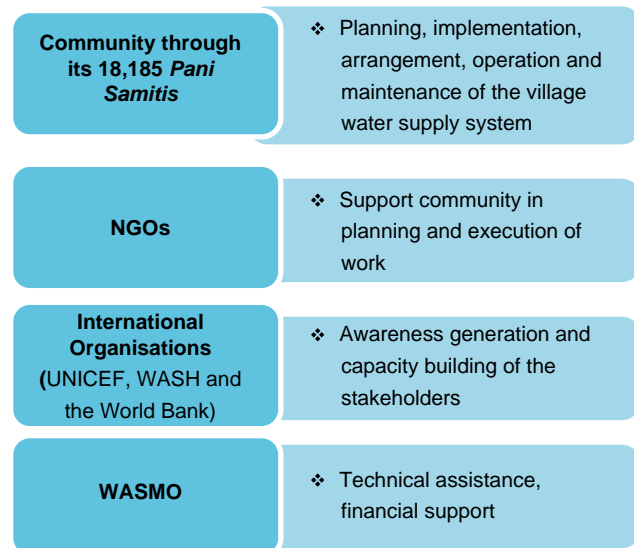 Community through
its 18,185 Pani
Samitis
❖ Planning, implementation,
arrangement, operation and
maintenance of the village
water supply system
NGOs
❖ Support community in
planning and execution of
work
International
Organisations
(UNICEF, WASH and
the World Bank)
❖ Awareness generation and
capacity building of the
stakeholders
WASMO
❖ Technical assistance,
financial support